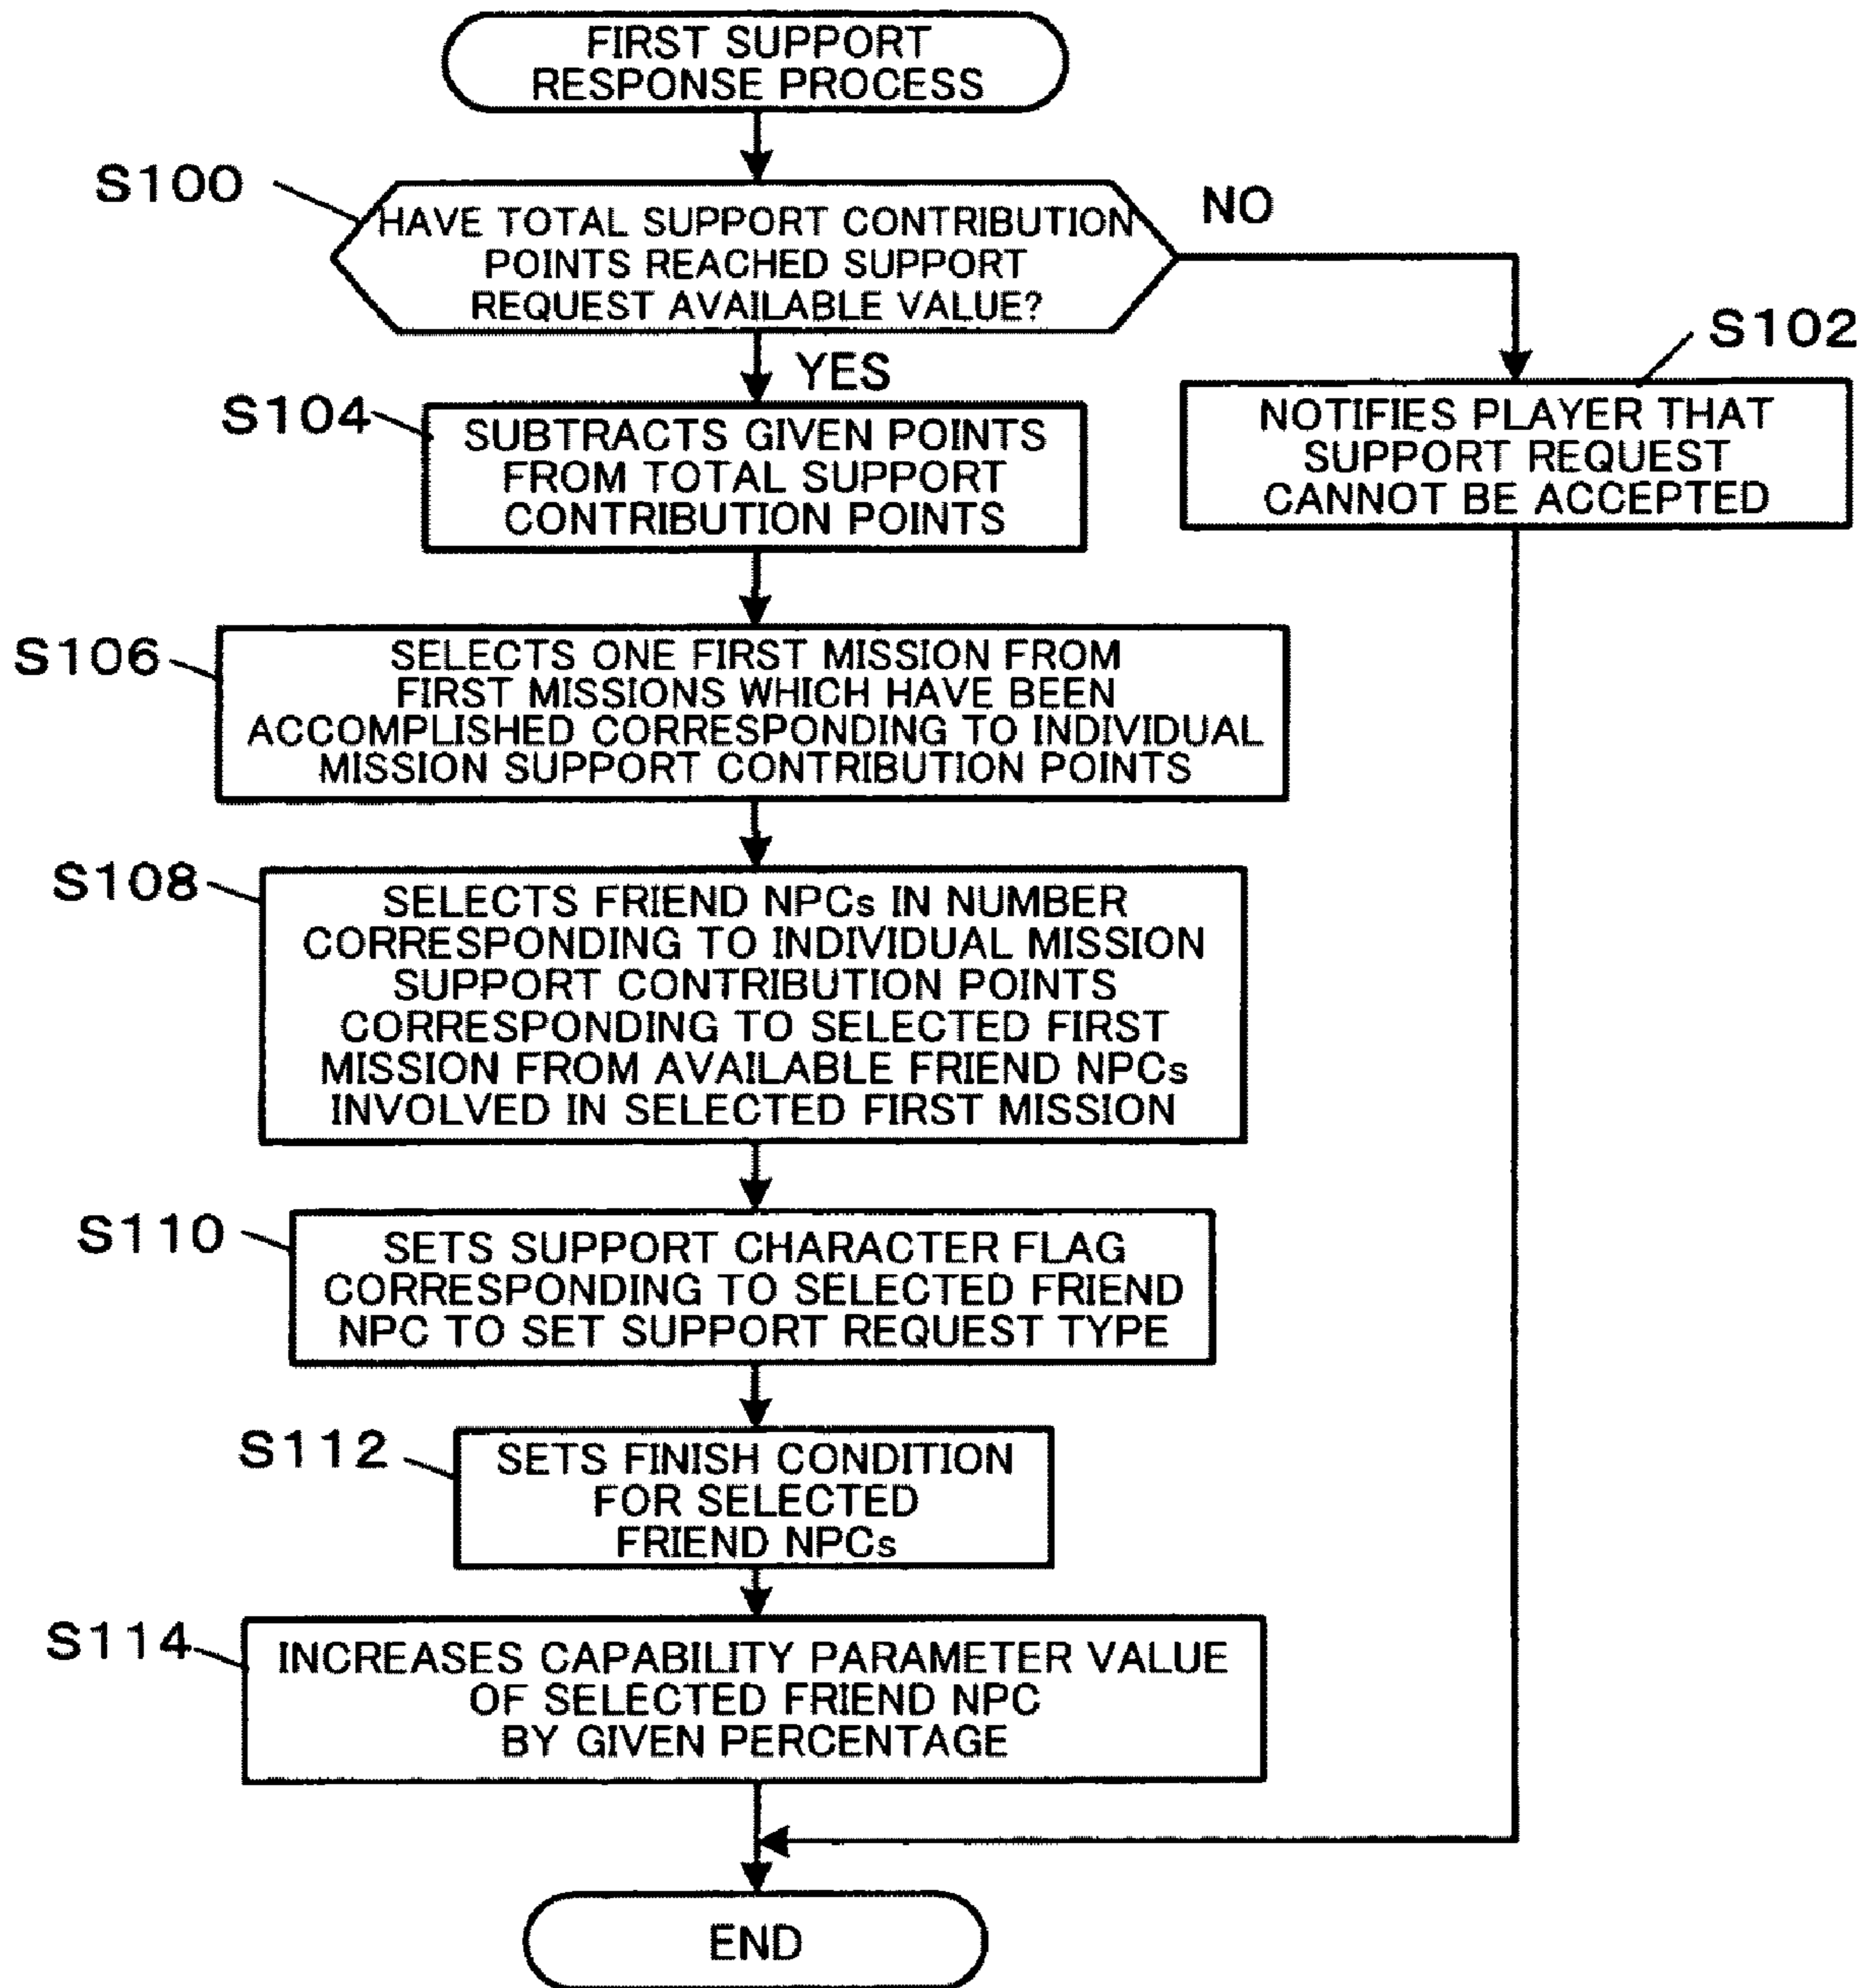 FIRST SUPPORT
RESPONSE PROCESS
S100
HAVE TOTAL SUPPORT CONTRIBUTION
POINTS REACHED SUPPORT
REQUEST AVAILABLE VALUE?
NO
YES
S102
NOTIFIES PLAYER THAT
SUPPORT REQUEST
CANNOT BE ACCEPTED
S104
SUBTRACTS GIVEN POINTS
FROM TOTAL SUPPORT
CONTRIBUTION POINTS
S106
SELECTS ONE FIRST MISSION FROM
FIRST MISSIONS WHICH HAVE BEEN
ACCOMPLISHED CORRESPONDING TO INDIVIDUAL
MISSION SUPPORT CONTRIBUTION POINTS
S108
SELECTS FRIEND NPCs IN NUMBER
CORRESPONDING TO INDIVIDUAL MISSION
SUPPORT CONTRIBUTION POINTS
CORRESPONDING TO SELECTED FIRST
MISSION FROM AVAILABLE FRIEND NPCs
INVOLVED IN SELECTED FIRST MISSION
S110
SETS SUPPORT CHARACTER FLAG
CORRESPONDING TO SELECTED FRIEND
NPC TO SET SUPPORT REQUEST TYPE
S112
SETS FINISH CONDITION
FOR SELECTED
FRIEND NPCs
S114
INCREASES CAPABILITY PARAMETER VALUE
OF SELECTED FRIEND NPC
BY GIVEN PERCENTAGE
END